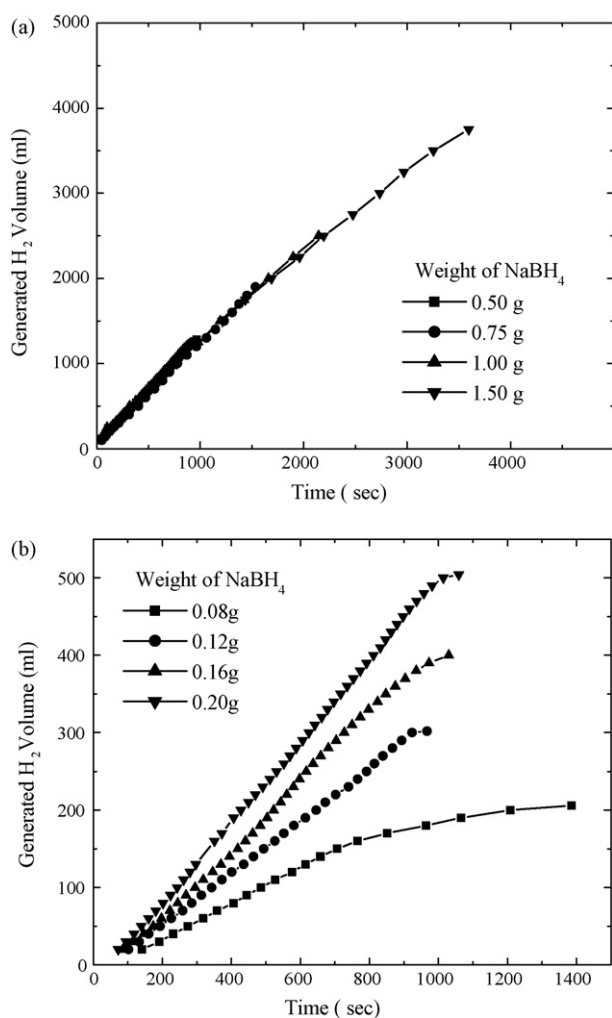 (a)
5000
4000
3000
2000
1000
0
Generated H₂ Volume (ml)
Weight of NaBH₄
0.50 g
0.75 g
1.00 g
1.50 g
0 1000 2000 3000 4000
Time ( sec)
(b)
500
400
300
200
100
0
Generated H₂ Volume (ml)
Weight of NaBH₄
0.08g
0.12g
0.16g
0.20g
0 200 400 600 800 1000 1200 1400
Time ( sec)